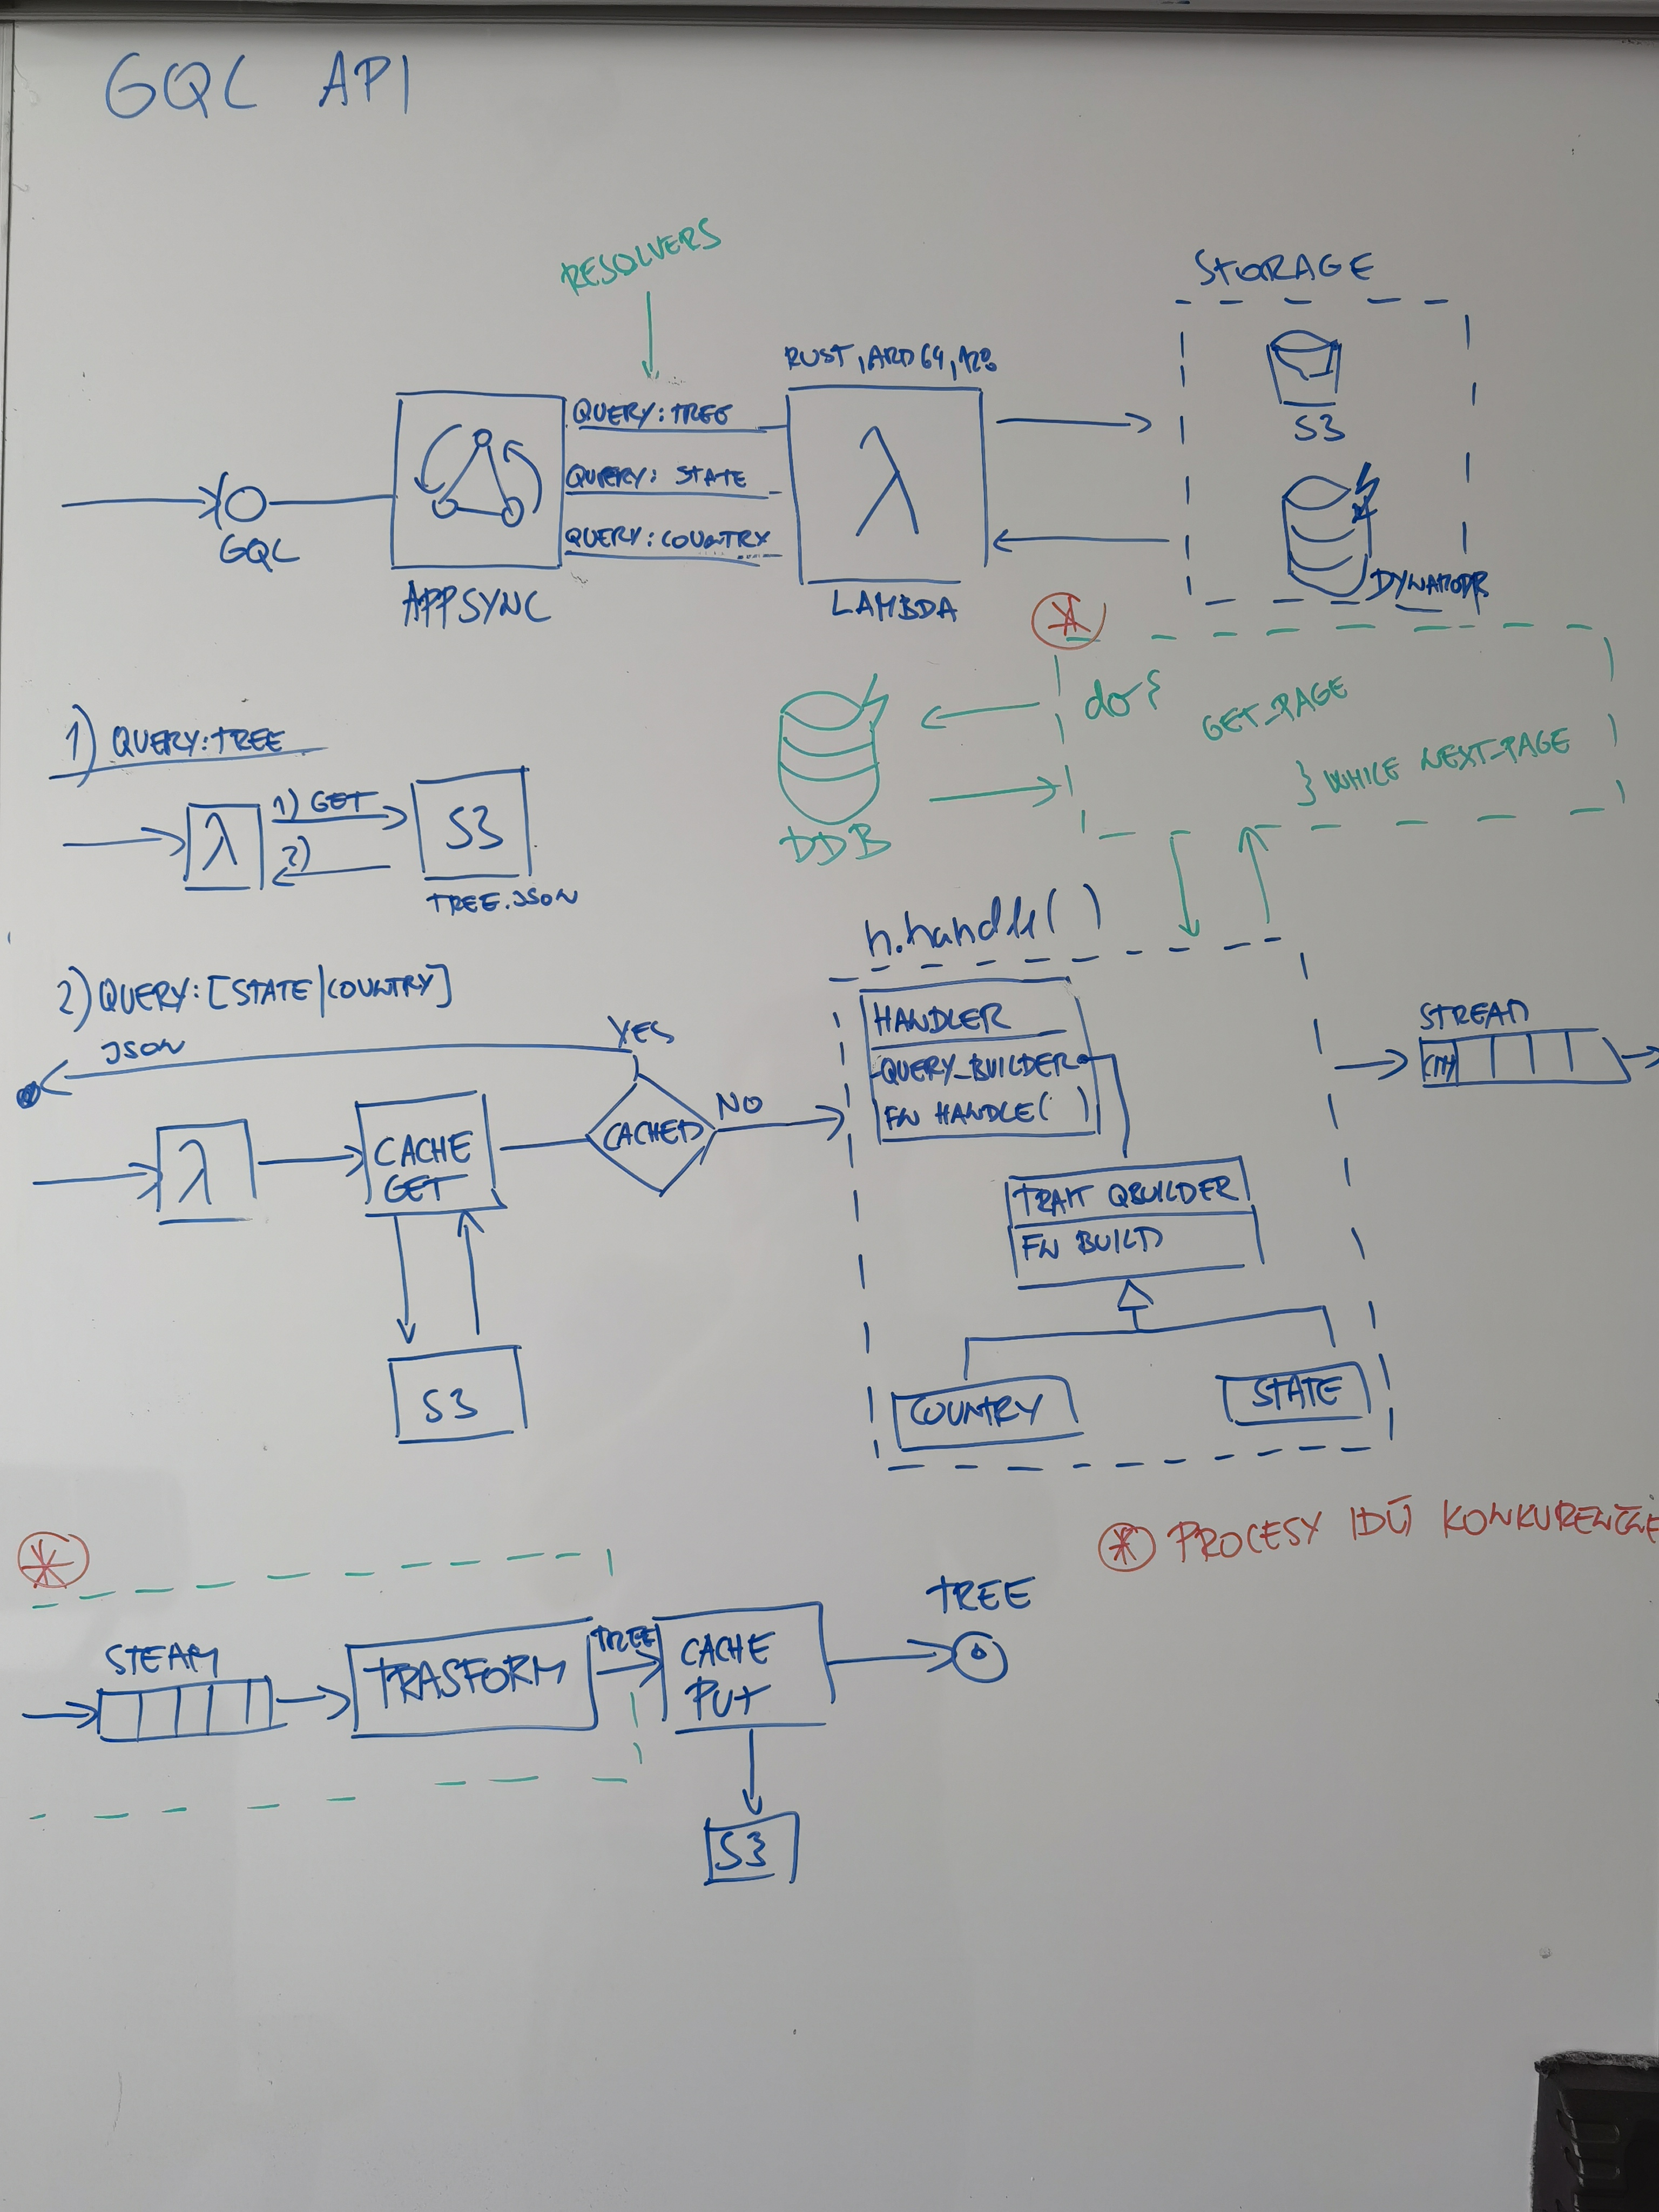 GQL API
RESOLVERS
STORAGE
RUST, ARD64,
QUERY: TREE
QUERY: STATE
QUERY: COUNTRY
λ
S3
GQL
APPSYNC
LAMBDA
DYNAMODB
*
do {
GET_PAGE
} WHILE NEXT_PAGE
DDB
1) QUERY: TREE
λ
1) GET
2)
S3
TREE.JSON
2) QUERY: [STATE|COUNTRY]
JSON
YES
λ
CACHE
GET
CACHED
NO
S3
h.handle( )
HANDLER
-QUERY_BUILDER
FN HANDLE( )
TRAIT QBUILDER
FN BUILD
COUNTRY
STATE
STREAM
* PROCESY IDÚ KONKURENČNE
*
STEAM
TRASFORM
TREE
CACHE
PUT
TREE
S3